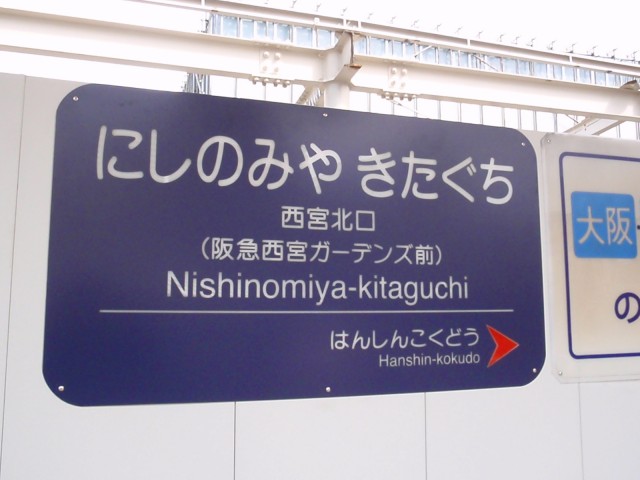 にしのみや きたぐち
西宮北口
（阪急西宮ガーデンズ前）
Nishinomiya-kitaguchi
はんしんこくどう
Hanshin-kokudo
大阪
の